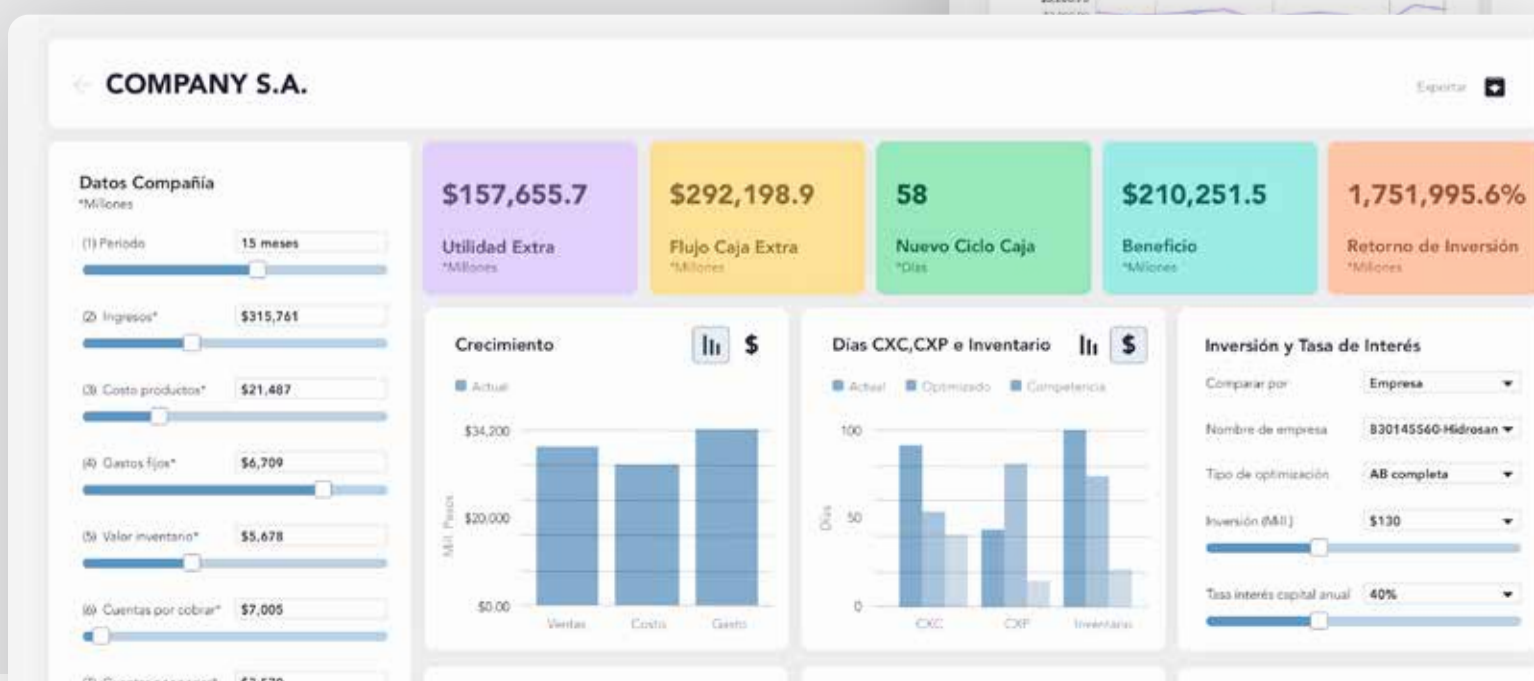 COMPANY S.A.
Exportar
Datos Compañía
*Millones
(1) Periodo 15 meses
(2) Ingresos* $315,761
(3) Costo productos* $21,487
(4) Gastos fijos* $6,709
(5) Valor inventario* $5,678
(6) Cuentas por cobrar* $7,005
$157,655.7
Utilidad Extra
*Millones
$292,198.9
Flujo Caja Extra
*Millones
58
Nuevo Ciclo Caja
*Días
$210,251.5
Beneficio
*Millones
1,751,995.6%
Retorno de Inversión
*Millones
Crecimiento
$
Actual
$34,200
$20,000
$0.00
Mill. Pesos
Ventas Costo Gasto
Días CXC,CXP e Inventario
$
Actual Optimizado Competencia
100
50
0
Días
CXC CXP Inventario
Inversión y Tasa de Interés
Comparar por Empresa
Nombre de empresa 830145560-Hidrosan
Tipo de optimización AB completa
Inversión (Mill.) $130
Tasa interés capital anual 40%